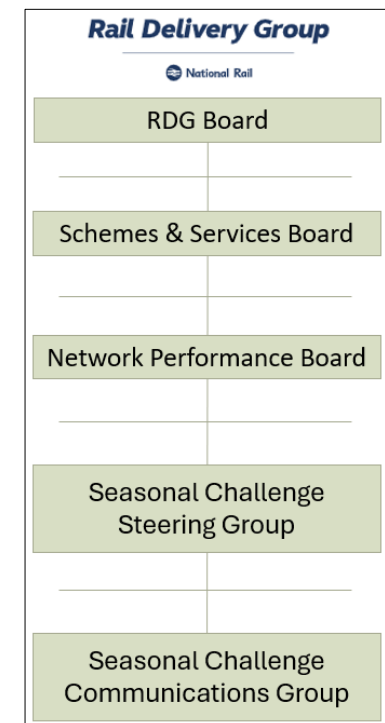 Rail Delivery Group
National Rail
RDG Board
Schemes & Services Board
Network Performance Board
Seasonal Challenge
Steering Group
Seasonal Challenge
Communications Group